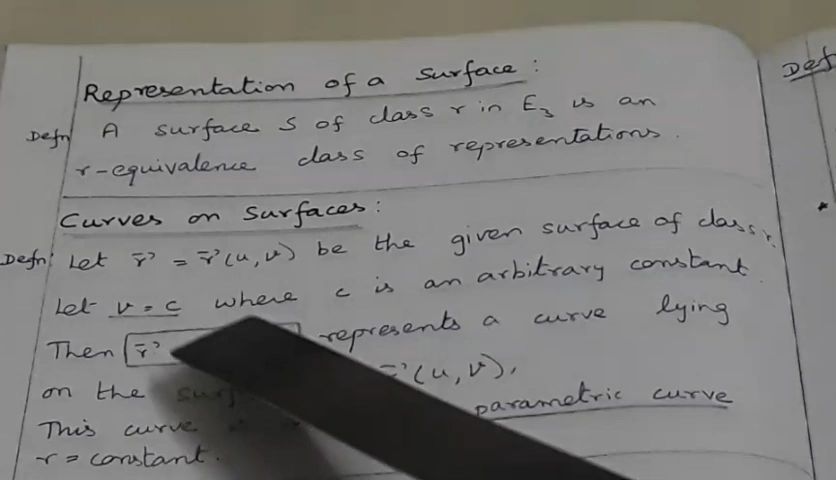 Representation of a surface :
Defn A surface S of class r in E₃ is an
r-equivalence class of representations.
Curves on surfaces :
Defn: Let r̄ = r̄(u,v) be the given surface of class r.
Let v = c where c is an arbitrary constant.
Then r̄ represents a curve lying
on the r̄(u,v),
This curve parametric curve
v = constant.
Defn